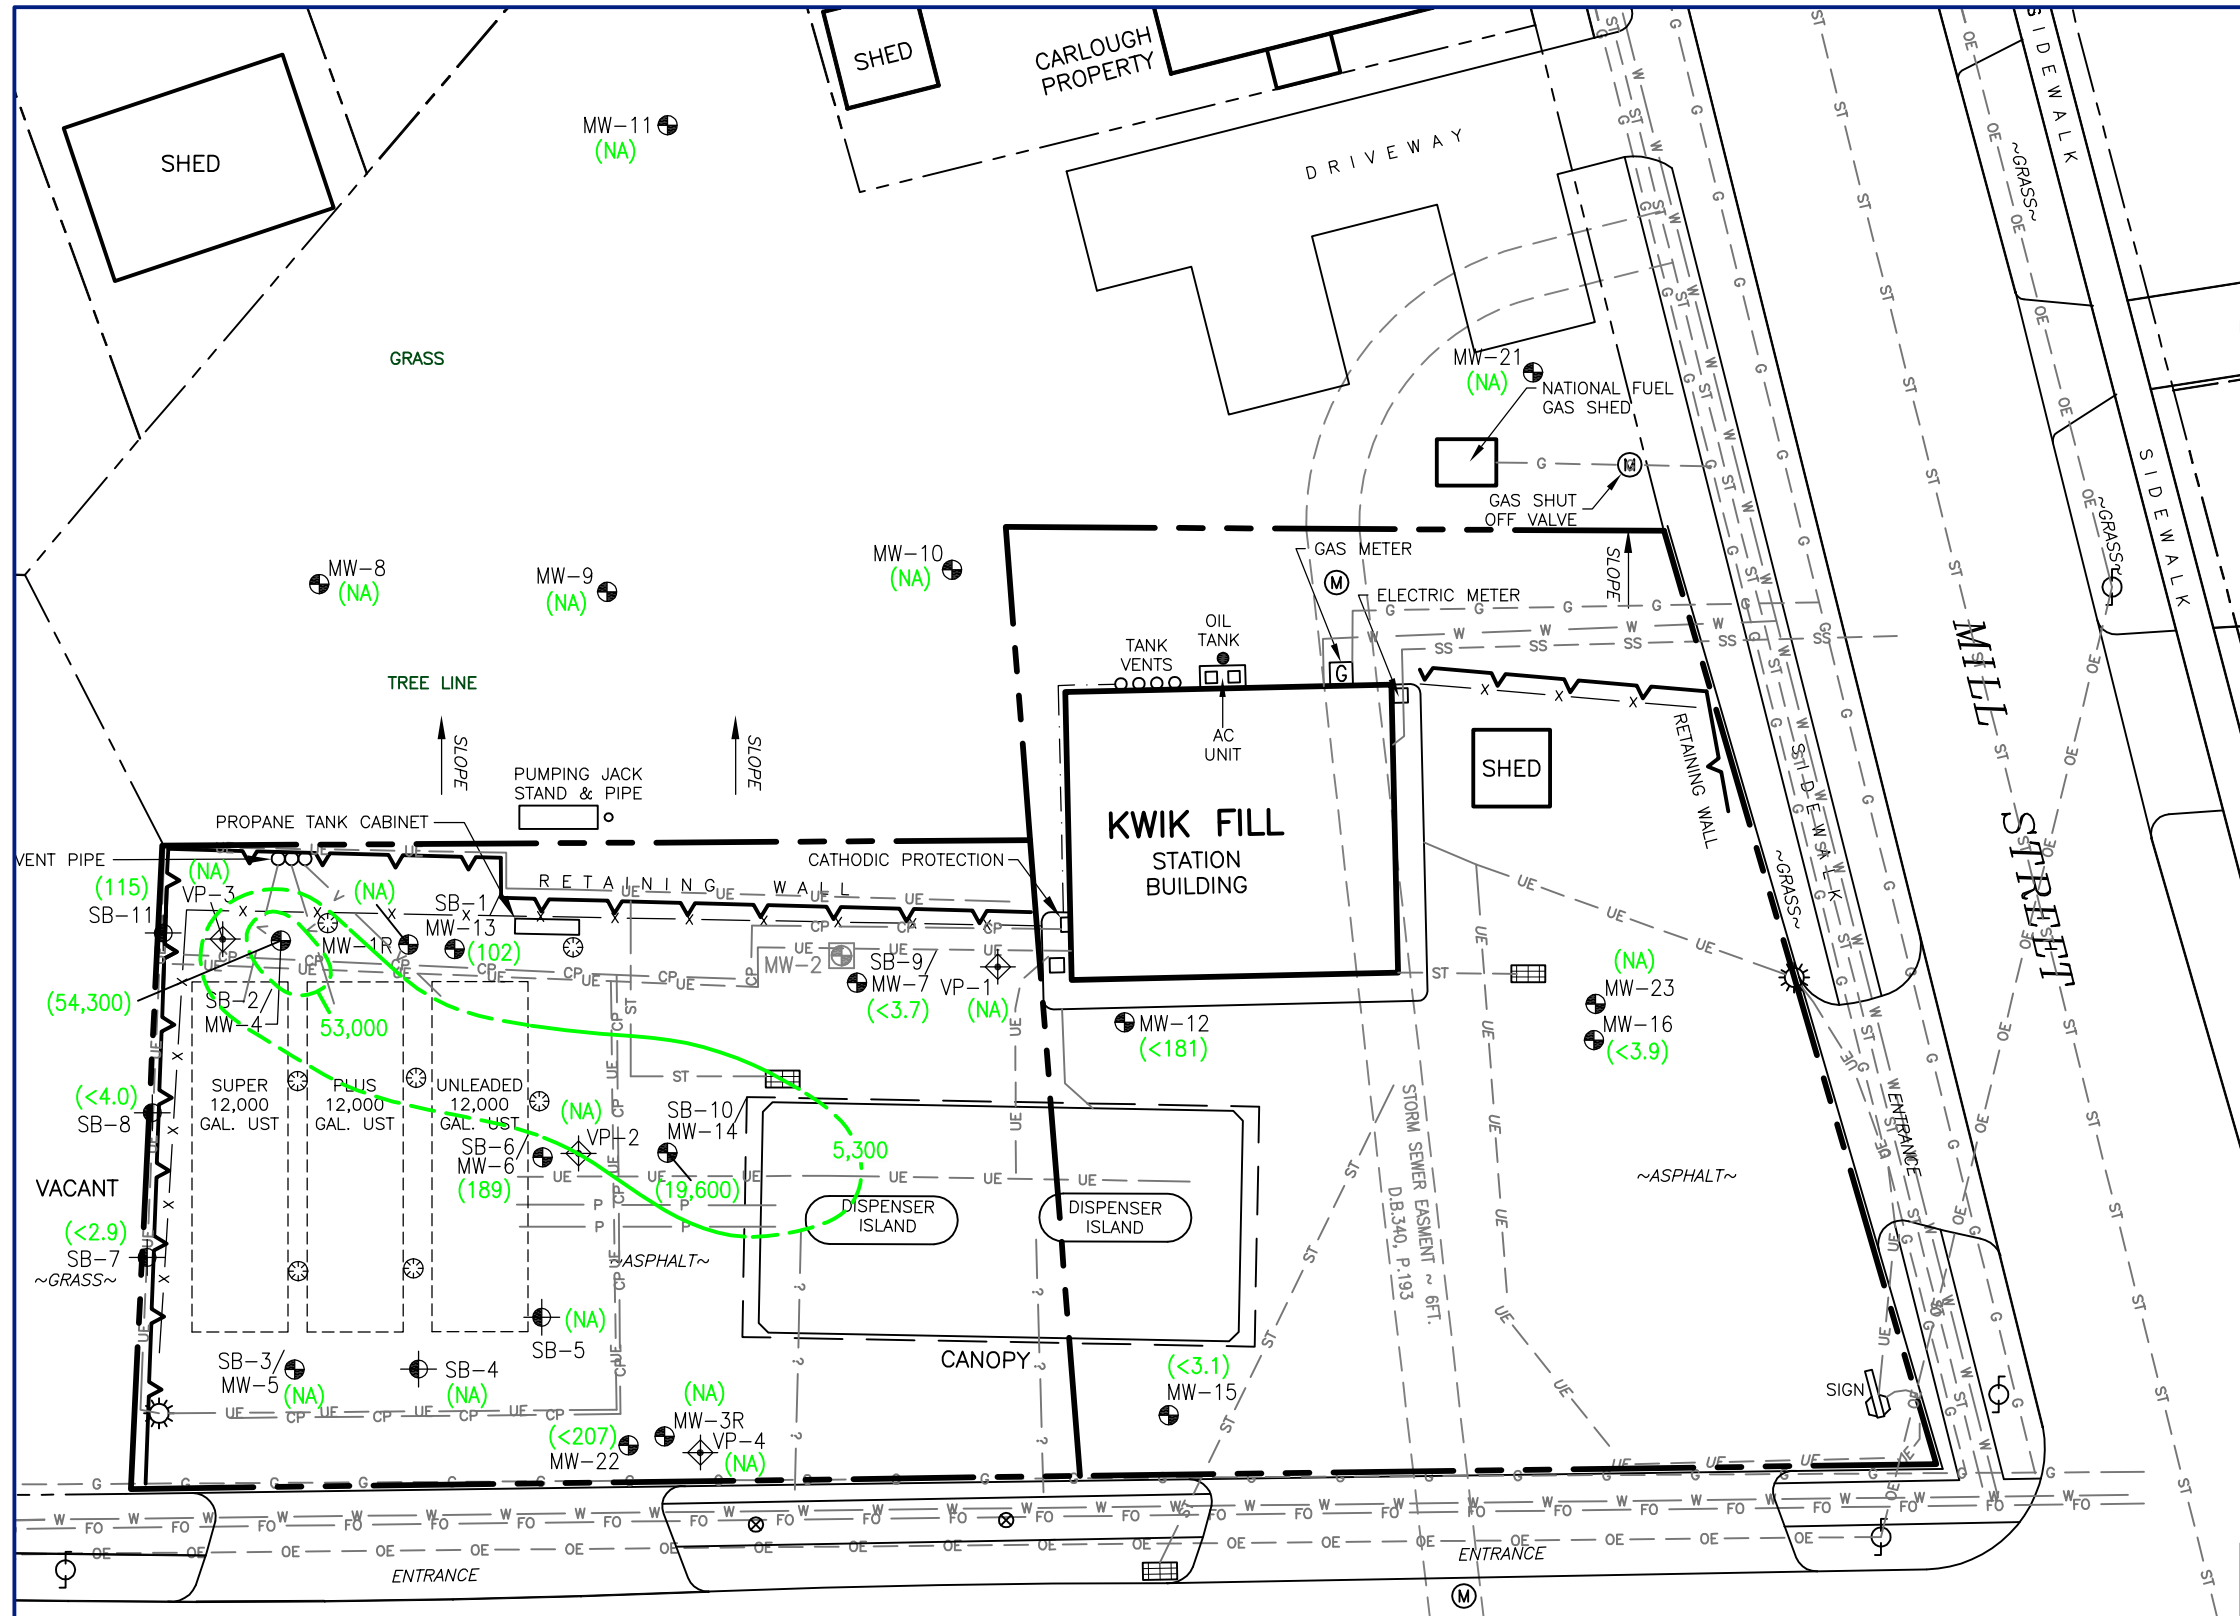 SHED
SHED
CARLOUGH
PROPERTY
MW-11
(NA)
DRIVEWAY
SIDEWALK
~GRASS~
GRASS
MW-21
(NA)
NATIONAL FUEL
GAS SHED
GAS SHUT
OFF VALVE
M
SIDEWALK
~GRASS~
MW-8
(NA)
MW-9
(NA)
MW-10
(NA)
GAS METER
M
ELECTRIC METER
SLOPE
OIL
TANK
TANK
VENTS
G
TREE LINE
SLOPE
SLOPE
AC
UNIT
SHED
RETAINING WALL
SIDEWALK
MILL STREET
PUMPING JACK
STAND & PIPE
PROPANE TANK CABINET
KWIK FILL
STATION
BUILDING
VENT PIPE
CATHODIC PROTECTION
RETAINING WALL
~GRASS~
(115)
SB-11
(NA)
VP-3
(NA)
MW-1R
SB-1/
MW-13
(102)
MW-2
SB-9/
MW-7
(<3.7)
VP-1
(NA)
(54,300)
SB-2/
MW-4
53,000
MW-12
(<181)
(NA)
MW-23
MW-16
(<3.9)
SUPER
12,000
GAL. UST
PLUS
12,000
GAL. UST
UNLEADED
12,000
GAL. UST
(<4.0)
SB-8
(NA)
VP-2
SB-6/
MW-6
(189)
SB-10/
MW-14
(19,600)
5,300
STORM SEWER EASMENT ~ 6FT.
D.B.340, P.193
ENTRANCE
~ASPHALT~
VACANT
(<2.9)
SB-7
~GRASS~
DISPENSER
ISLAND
DISPENSER
ISLAND
~ASPHALT~
(NA)
SB-5
CANOPY
SB-3/
MW-5
(NA)
SB-4
(NA)
(NA)
MW-3R
(<207)
MW-22
VP-4
(NA)
(<3.1)
MW-15
SIGN
ENTRANCE
ENTRANCE
M